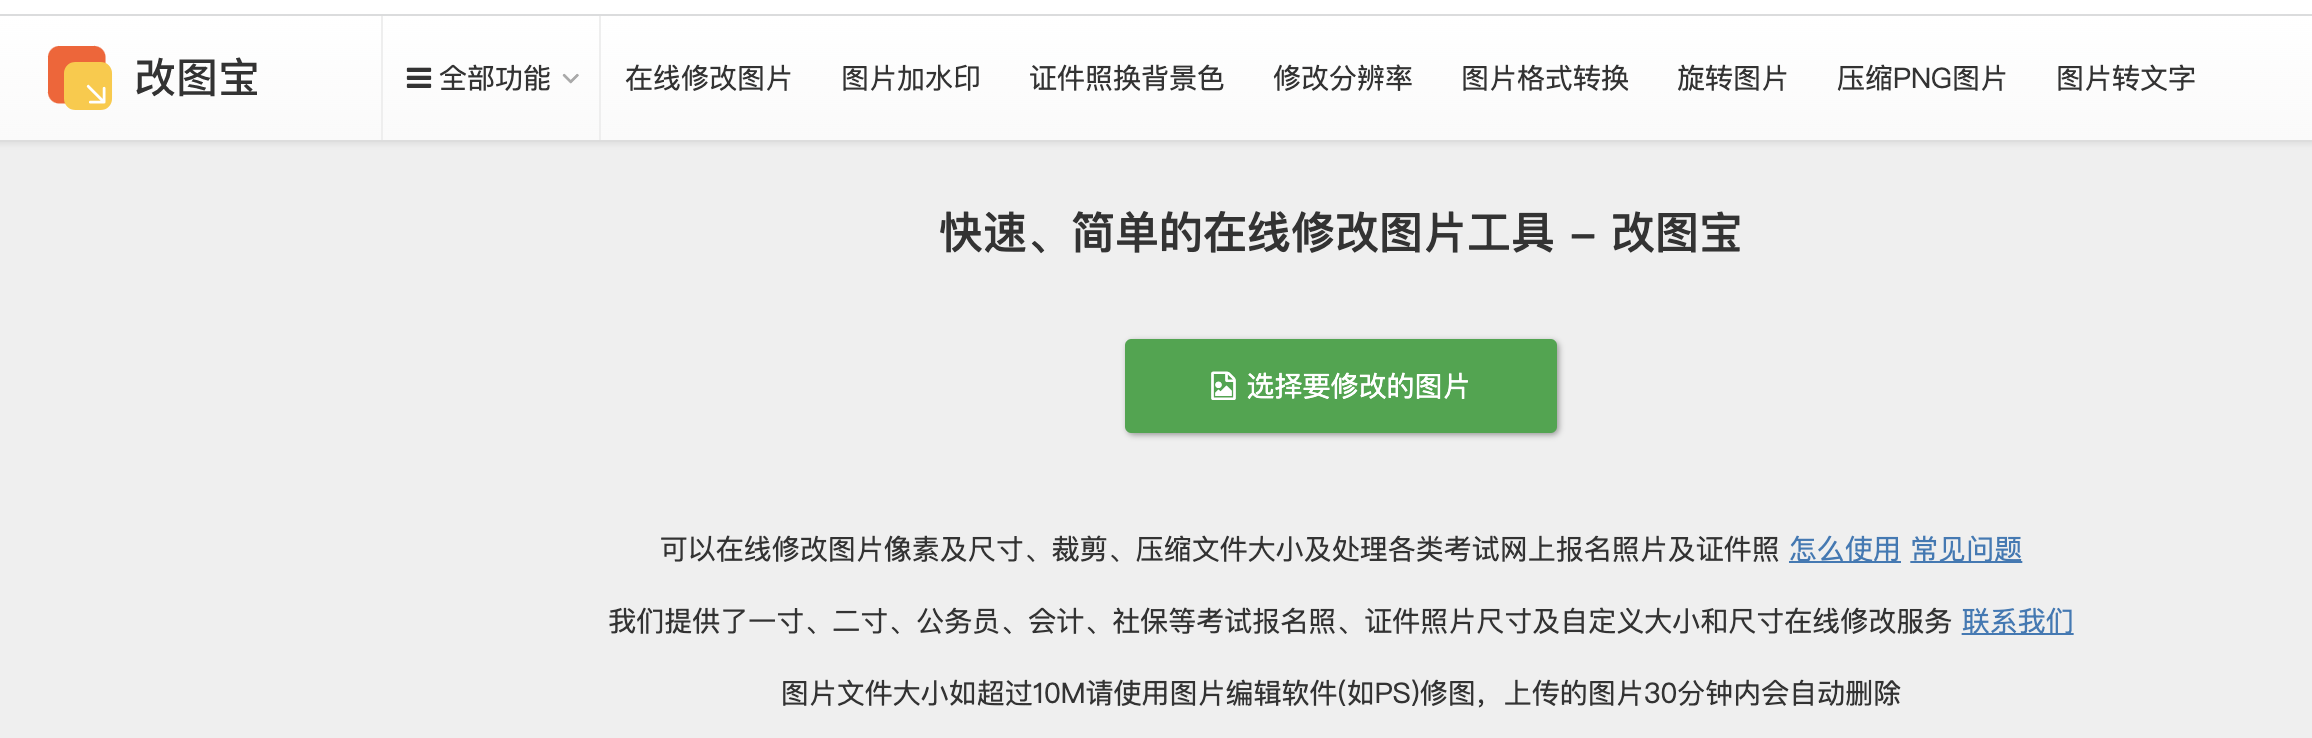 改图宝 全部功能 在线修改图片 图片加水印 证件照换背景色 修改分辨率 图片格式转换 旋转图片 压缩PNG图片 图片转文字
快速、简单的在线修改图片工具 – 改图宝
选择要修改的图片
可以在线修改图片像素及尺寸、裁剪、压缩文件大小及处理各类考试网上报名照片及证件照 怎么使用 常见问题
我们提供了一寸、二寸、公务员、会计、社保等考试报名照、证件照片尺寸及自定义大小和尺寸在线修改服务 联系我们
图片文件大小如超过10M请使用图片编辑软件(如PS)修图，上传的图片30分钟内会自动删除